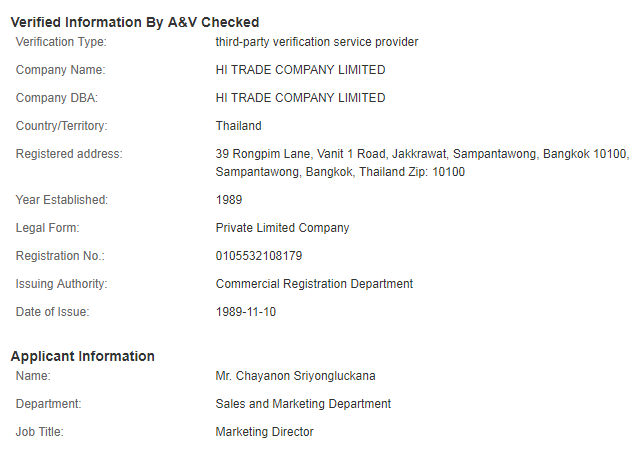 Verified Information By A&V Checked
Verification Type: third-party verification service provider
Company Name: HI TRADE COMPANY LIMITED
Company DBA: HI TRADE COMPANY LIMITED
Country/Territory: Thailand
Registered address: 39 Rongpim Lane, Vanit 1 Road, Jakkrawat, Sampantawong, Bangkok 10100,
Sampantawong, Bangkok, Thailand Zip: 10100
Year Established: 1989
Legal Form: Private Limited Company
Registration No.: 0105532108179
Issuing Authority: Commercial Registration Department
Date of Issue: 1989-11-10
Applicant Information
Name: Mr. Chayanon Sriyongluckana
Department: Sales and Marketing Department
Job Title: Marketing Director